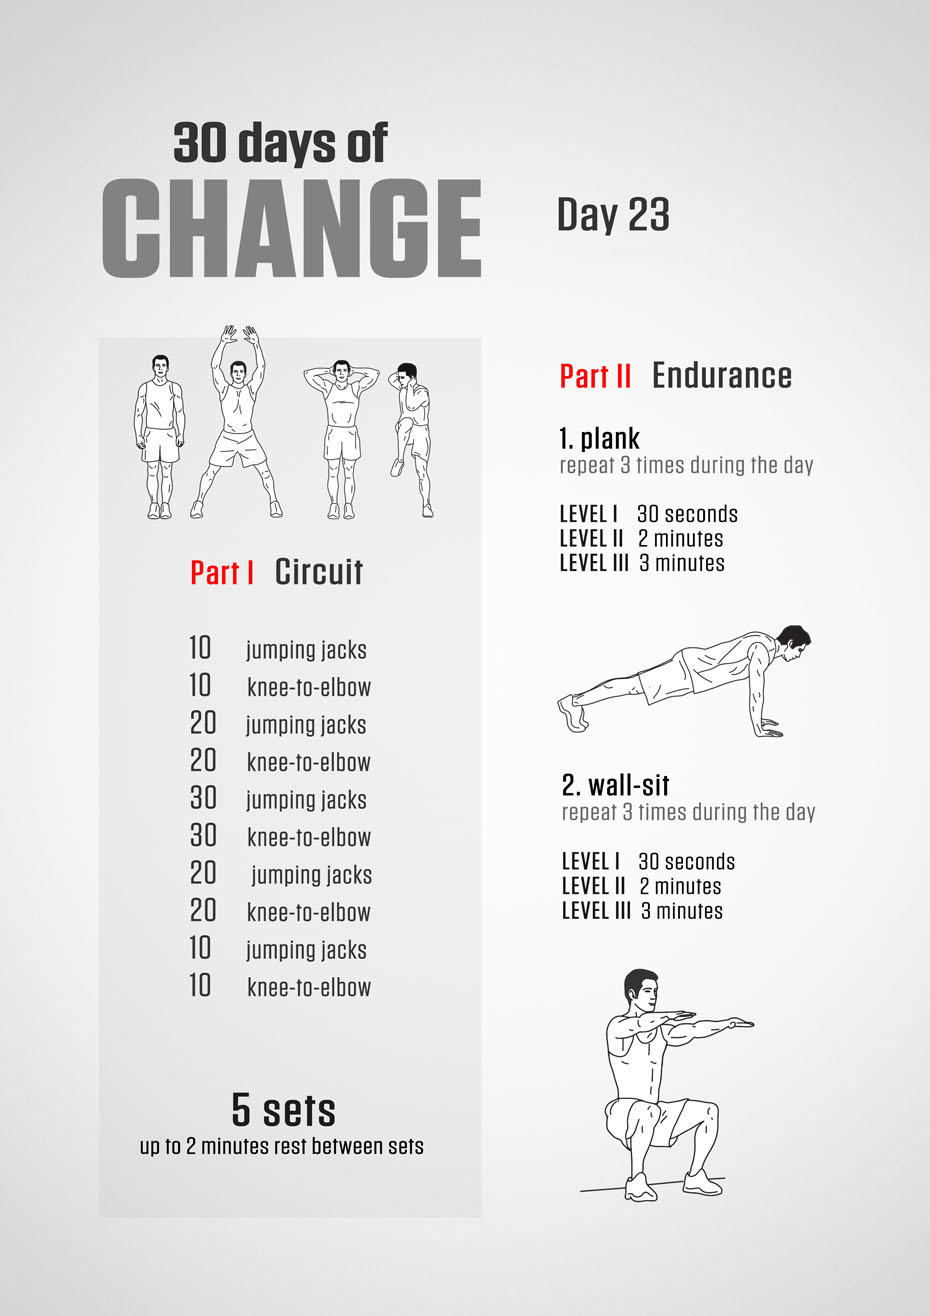 30 days of
CHANGE
Day 23
Part I Circuit
10 jumping jacks
10 knee-to-elbow
20 jumping jacks
20 knee-to-elbow
30 jumping jacks
30 knee-to-elbow
20 jumping jacks
20 knee-to-elbow
10 jumping jacks
10 knee-to-elbow
5 sets
up to 2 minutes rest between sets
Part II Endurance
1. plank
repeat 3 times during the day
LEVEL I 30 seconds
LEVEL II 2 minutes
LEVEL III 3 minutes
2. wall-sit
repeat 3 times during the day
LEVEL I 30 seconds
LEVEL II 2 minutes
LEVEL III 3 minutes